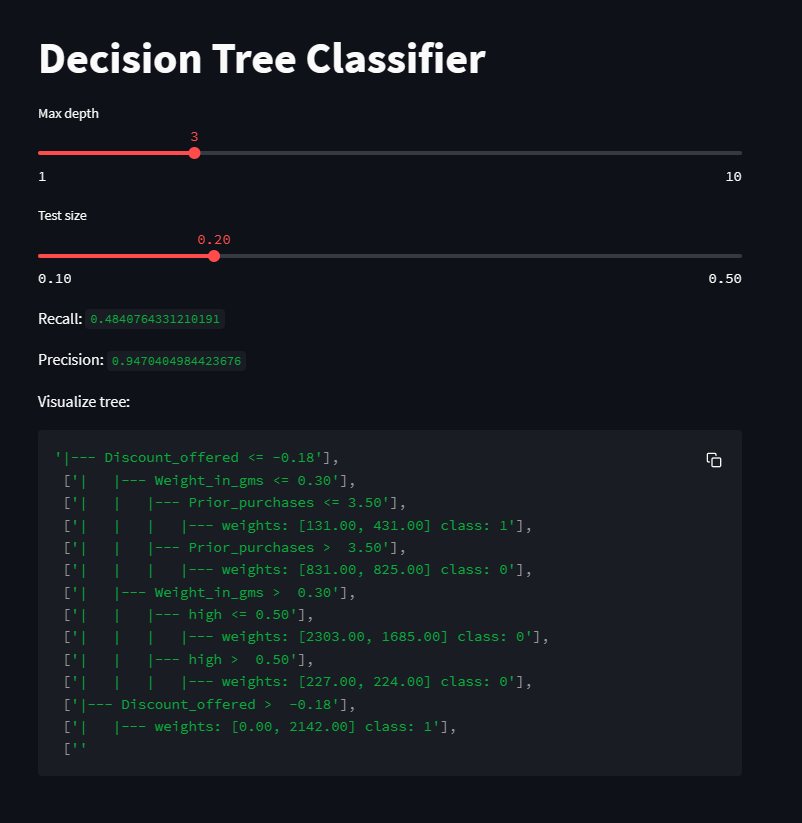 Decision Tree Classifier
Max depth
3
1 10
Test size
0.20
0.10 0.50
Recall: 0.4840764331210191
Precision: 0.9470404984423676
Visualize tree:
'|--- Discount_offered <= -0.18'],
['|   |--- Weight_in_gms <= 0.30'],
['|   |   |--- Prior_purchases <= 3.50'],
['|   |   |   |--- weights: [131.00, 431.00] class: 1'],
['|   |   |--- Prior_purchases >  3.50'],
['|   |   |   |--- weights: [831.00, 825.00] class: 0'],
['|   |--- Weight_in_gms >  0.30'],
['|   |   |--- high <= 0.50'],
['|   |   |   |--- weights: [2303.00, 1685.00] class: 0'],
['|   |   |--- high >  0.50'],
['|   |   |   |--- weights: [227.00, 224.00] class: 0'],
['|--- Discount_offered >  -0.18'],
['|   |--- weights: [0.00, 2142.00] class: 1'],
[''